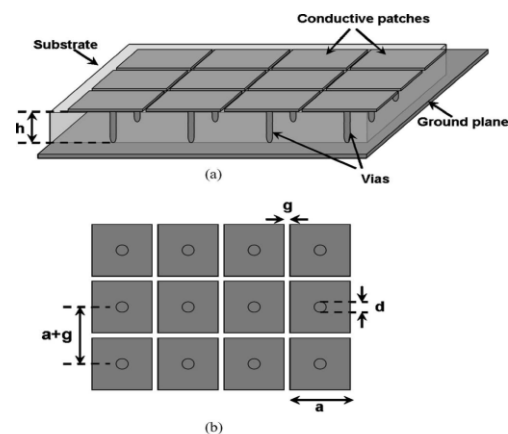 Conductive patches
Substrate
h
Ground plane
Vias
(a)
g
d
a+g
a
(b)